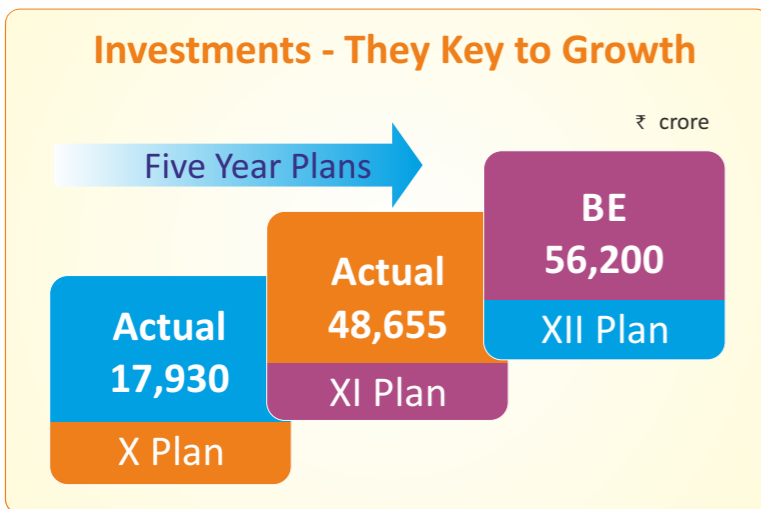 Investments - They Key to Growth
₹ crore
Five Year Plans
BE
56,200
XII Plan
Actual
48,655
XI Plan
Actual
17,930
X Plan